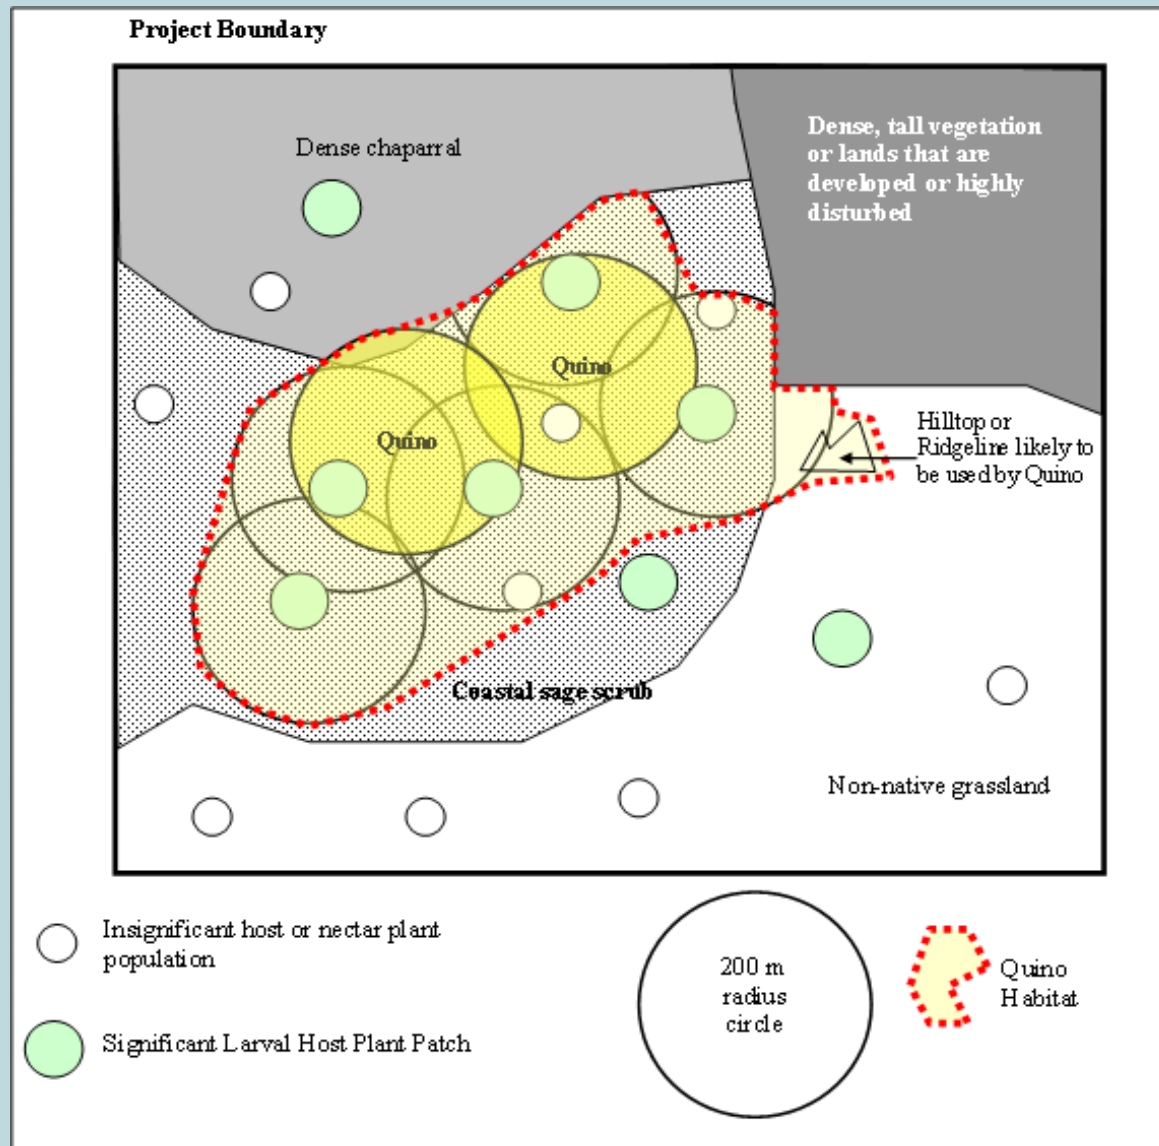 Project Boundary
Dense chaparral
Dense, tall vegetation
or lands that are
developed or highly
disturbed
Quino
Quino
Hilltop or
Ridgeline likely to
be used by Quino
Coastal sage scrub
Non-native grassland
Insignificant host or nectar plant
population
Significant Larval Host Plant Patch
200 m
radius
circle
Quino
Habitat